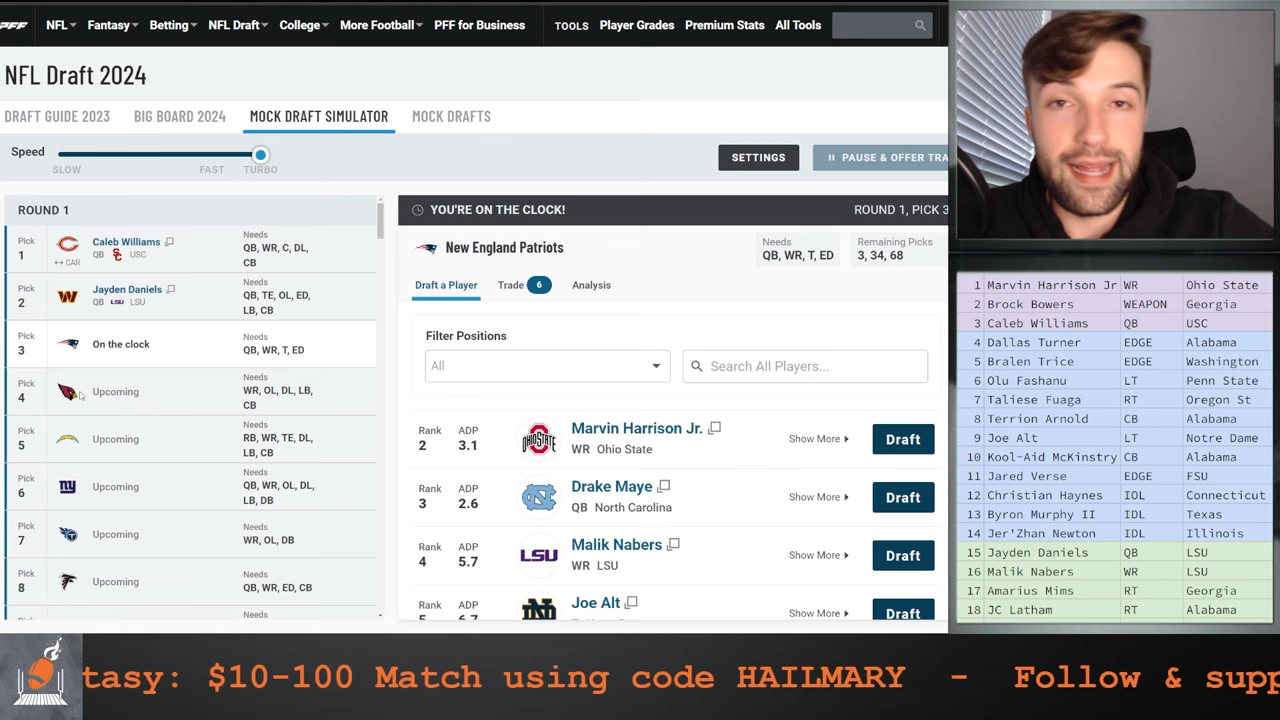 PFF NFL Fantasy Betting NFL Draft College More Football PFF for Business TOOLS Player Grades Premium Stats All Tools
NFL Draft 2024
DRAFT GUIDE 2023 BIG BOARD 2024 MOCK DRAFT SIMULATOR MOCK DRAFTS
Speed
SLOW FAST TURBO
SETTINGS
PAUSE & OFFER TRA
ROUND 1
Pick 1
CAR
Caleb Williams
QB SC USC
Needs
QB, WR, C, DL,
CB
Pick 2
W
Jayden Daniels
QB LSU LSU
Needs
QB, TE, OL, ED,
LB, CB
Pick 3
On the clock
Needs
QB, WR, T, ED
Pick 4
Upcoming
Needs
WR, OL, DL, LB,
CB
Pick 5
Upcoming
Needs
RB, WR, TE, DL,
LB, CB
Pick 6
ny
Upcoming
Needs
QB, WR, OL, DL,
LB, DB
Pick 7
Upcoming
Needs
WR, OL, DB
Pick 8
Upcoming
Needs
QB, WR, ED, CB
Needs
YOU'RE ON THE CLOCK!
ROUND 1, PICK 3
New England Patriots
Needs
QB, WR, T, ED
Remaining Picks
3, 34, 68
Draft a Player Trade 6 Analysis
Filter Positions
All
Search All Players...
Rank 2
ADP 3.1
OHIO STATE
Marvin Harrison Jr.
WR Ohio State
Show More
Draft
Rank 3
ADP 2.6
NC
Drake Maye
QB North Carolina
Show More
Draft
Rank 4
ADP 5.7
LSU
Malik Nabers
WR LSU
Show More
Draft
Rank
ADP
ND
Joe Alt
Show More
Draft
1 Marvin Harrison Jr WR Ohio State
2 Brock Bowers WEAPON Georgia
3 Caleb Williams QB USC
4 Dallas Turner EDGE Alabama
5 Bralen Trice EDGE Washington
6 Olu Fashanu LT Penn State
7 Taliese Fuaga RT Oregon St
8 Terrion Arnold CB Alabama
9 Joe Alt LT Notre Dame
10 Kool-Aid McKinstry CB Alabama
11 Jared Verse EDGE FSU
12 Christian Haynes IOL Connecticut
13 Byron Murphy II IDL Texas
14 Jer'Zhan Newton IDL Illinois
15 Jayden Daniels QB LSU
16 Malik Nabers WR LSU
17 Amarius Mims RT Georgia
18 JC Latham RT Alabama
tasy: $10-100 Match using code HAILMARY - Follow & supp